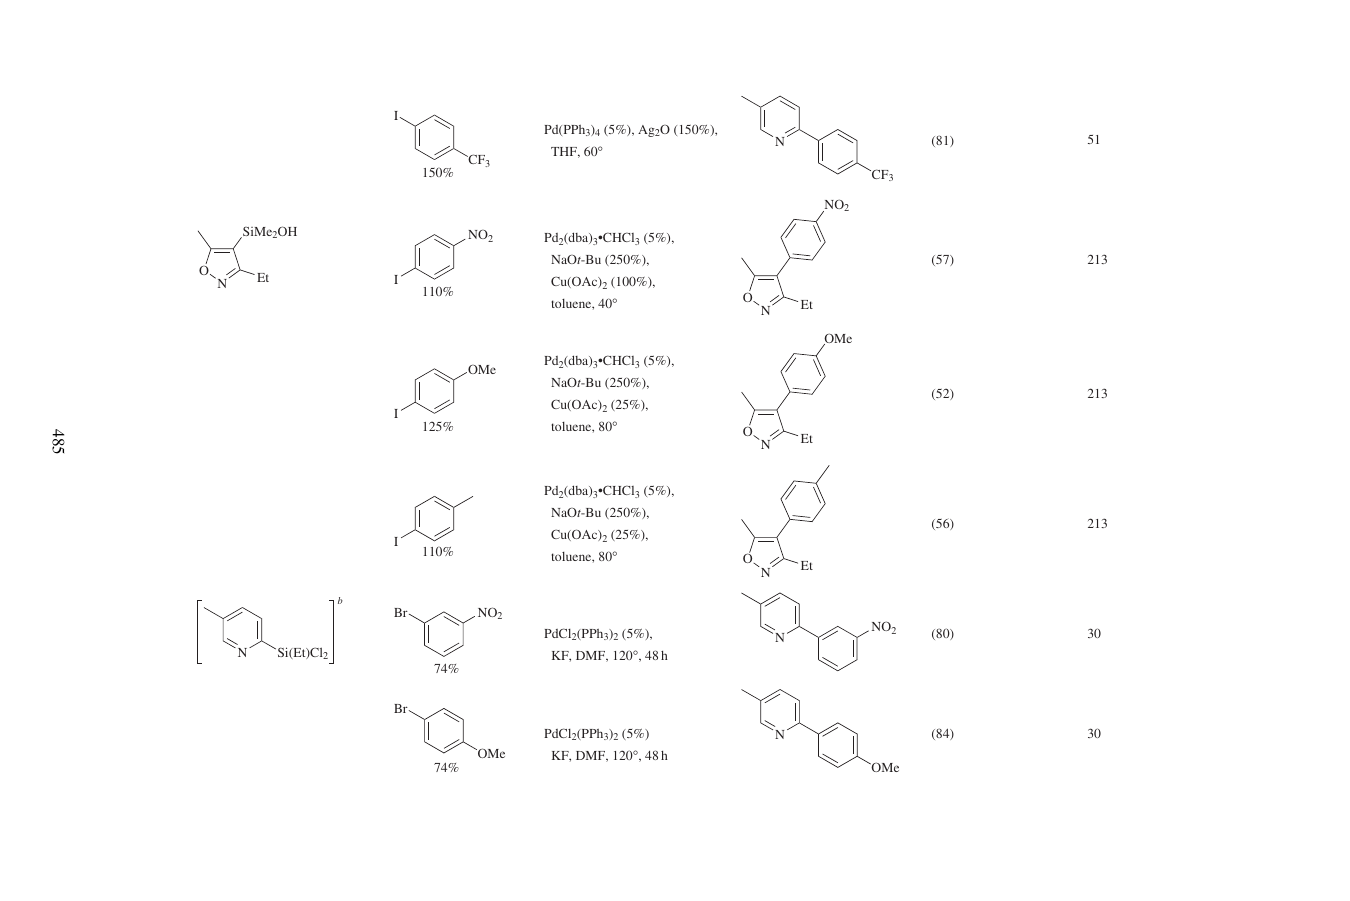 I
CF3
150%
Pd(PPh3)4 (5%), Ag2O (150%),
THF, 60°
N
CF3
(81)
51
SiMe2OH
O
N
Et
NO2
I
110%
Pd2(dba)3•CHCl3 (5%),
NaOt-Bu (250%),
Cu(OAc)2 (100%),
toluene, 40°
NO2
O
N
Et
(57)
213
OMe
I
125%
Pd2(dba)3•CHCl3 (5%),
NaOt-Bu (250%),
Cu(OAc)2 (25%),
toluene, 80°
OMe
O
N
Et
(52)
213
485
I
110%
Pd2(dba)3•CHCl3 (5%),
NaOt-Bu (250%),
Cu(OAc)2 (25%),
toluene, 80°
O
N
Et
(56)
213
b
N
Si(Et)Cl2
Br
NO2
74%
PdCl2(PPh3)2 (5%),
KF, DMF, 120°, 48 h
N
NO2
(80)
30
Br
OMe
74%
PdCl2(PPh3)2 (5%)
KF, DMF, 120°, 48 h
N
OMe
(84)
30